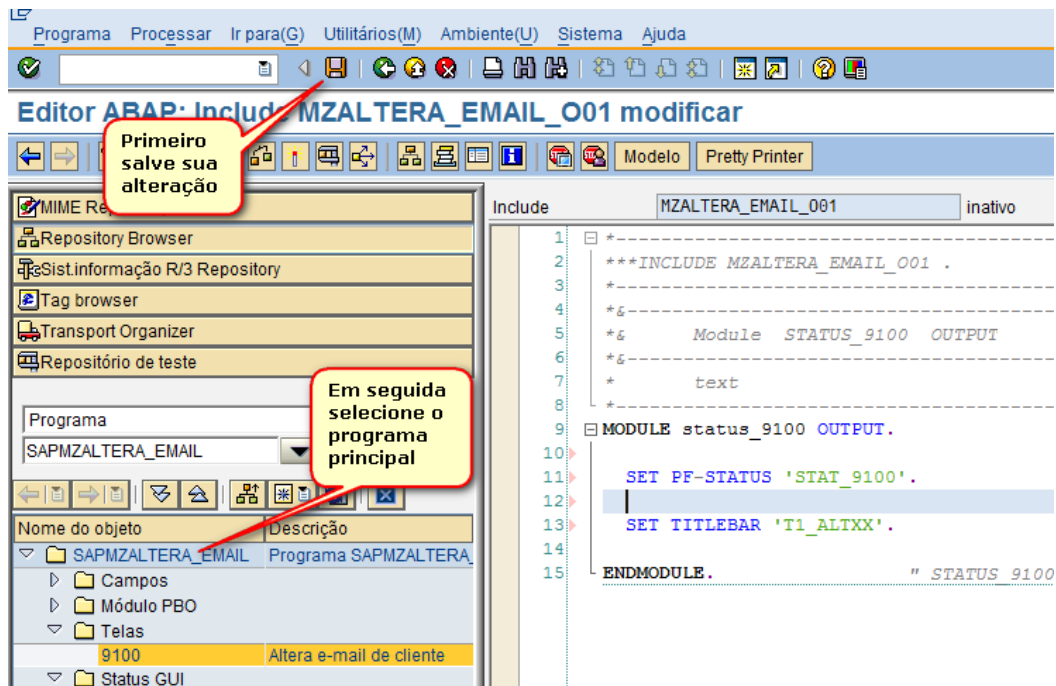 Programa Processar Ir para(G) Utilitários(M) Ambiente(U) Sistema Ajuda
Editor ABAP: Include MZALTERA_EMAIL_O01 modificar
Primeiro
salve sua
alteração
Modelo Pretty Printer
MIME Re
Repository Browser
Sist.informação R/3 Repository
Tag browser
Transport Organizer
Repositório de teste
Em seguida
selecione o
programa
principal
Programa
SAPMZALTERA_EMAIL
Nome do objeto Descrição
SAPMZALTERA_EMAIL Programa SAPMZALTERA_
Campos
Módulo PBO
Telas
9100 Altera e-mail de cliente
Status GUI
Include MZALTERA_EMAIL_O01 inativo
1 *----------------------------------------
2 ***INCLUDE MZALTERA_EMAIL_O01 .
3 *----------------------------------------
4 *&---------------------------------------
5 *& Module STATUS_9100 OUTPUT
6 *&---------------------------------------
7 * text
8 *----------------------------------------
9 MODULE status_9100 OUTPUT.
10
11 SET PF-STATUS 'STAT_9100'.
12
13 SET TITLEBAR 'T1_ALTXX'.
14
15 ENDMODULE. " STATUS_9100